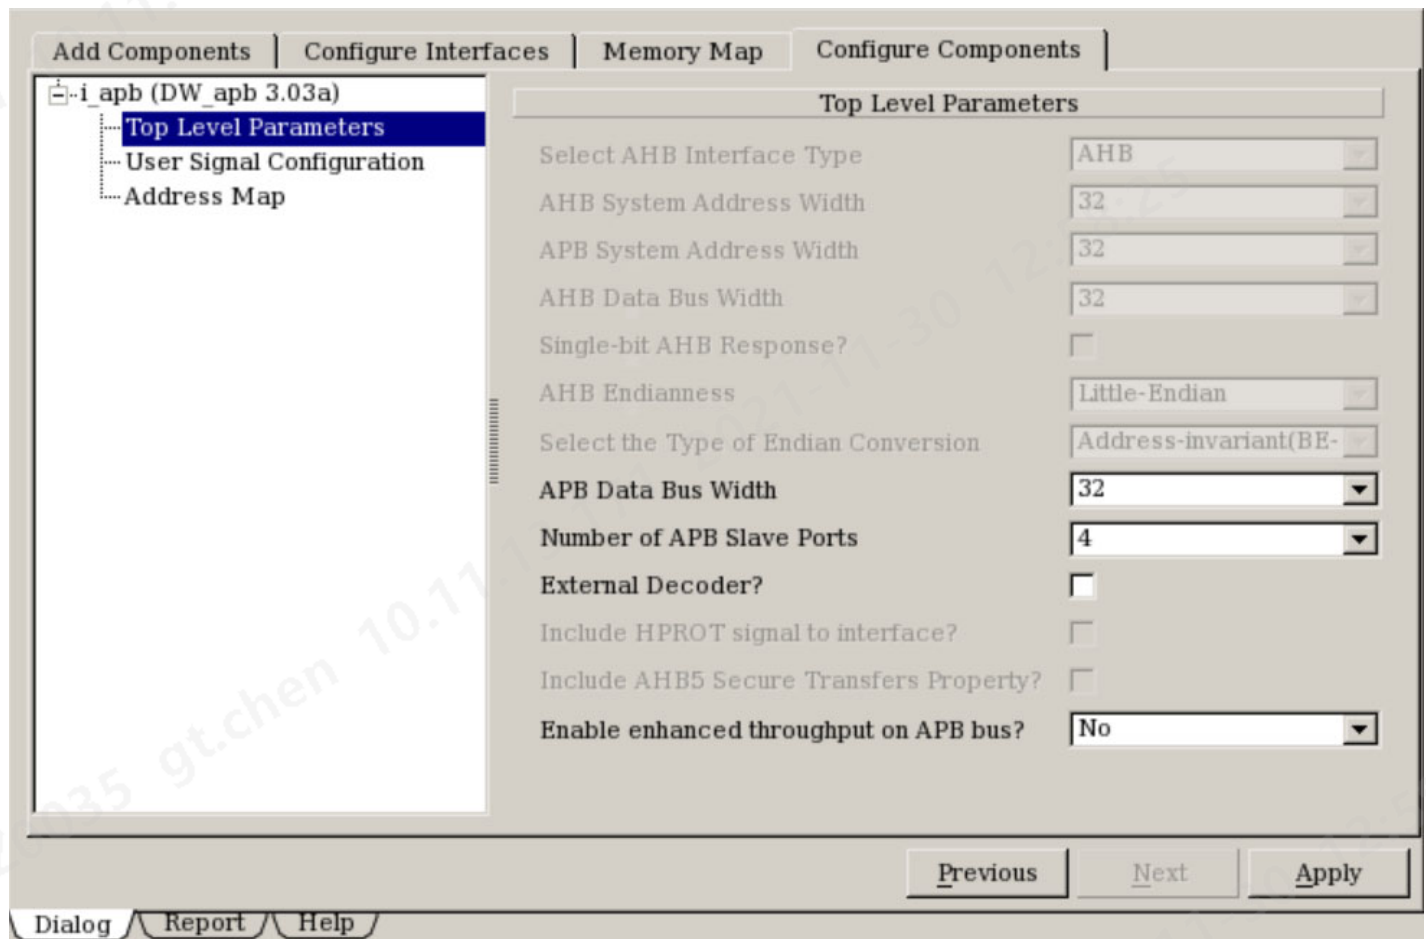 Add Components
Configure Interfaces
Memory Map
Configure Components
i_apb (DW_apb 3.03a)
Top Level Parameters
User Signal Configuration
Address Map
Top Level Parameters
Select AHB Interface Type
AHB
AHB System Address Width
32
APB System Address Width
32
AHB Data Bus Width
32
Single-bit AHB Response?
AHB Endianness
Little-Endian
Select the Type of Endian Conversion
Address-invariant(BE-
APB Data Bus Width
32
Number of APB Slave Ports
4
External Decoder?
Include HPROT signal to interface?
Include AHB5 Secure Transfers Property?
Enable enhanced throughput on APB bus?
No
Previous
Next
Apply
Dialog
Report
Help
gt.chen